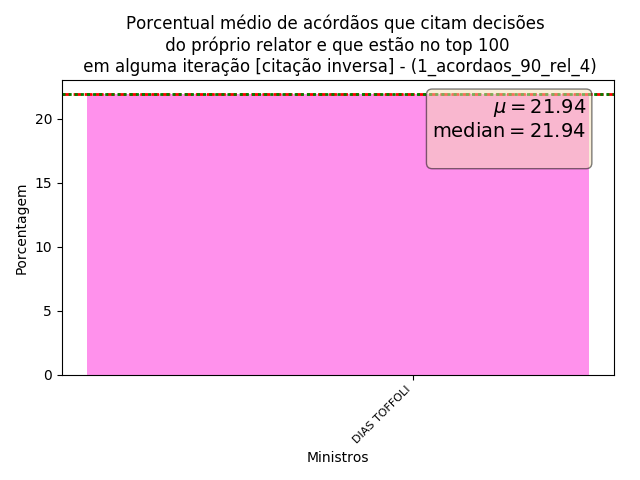 Porcentual médio de acórdãos que citam decisões
do próprio relator e que estão no top 100
em alguma iteração [citação inversa] - (1_acordaos_90_rel_4)
μ = 21.94
median = 21.94
20
15
10
5
0
Porcentagem
DIAS TOFFOLI
Ministros